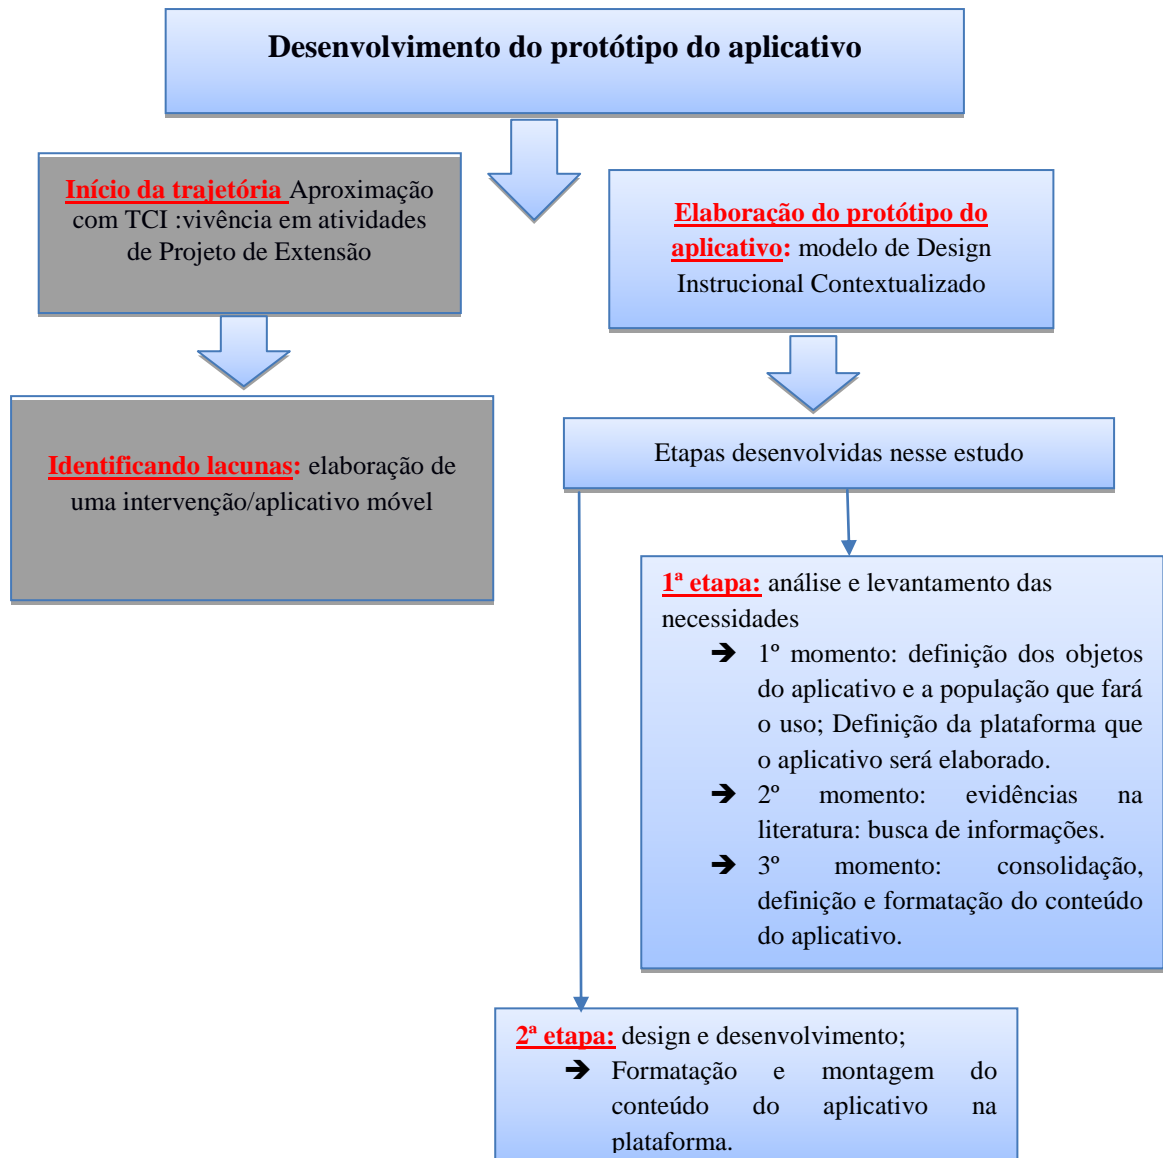 Desenvolvimento do protótipo do aplicativo
Início da trajetória Aproximação
com TCI :vivência em atividades
de Projeto de Extensão
Identificando lacunas: elaboração de
uma intervenção/aplicativo móvel
Elaboração do protótipo do
aplicativo: modelo de Design
Instrucional Contextualizado
Etapas desenvolvidas nesse estudo
1ª etapa: análise e levantamento das
necessidades
➔ 1º momento: definição dos objetos
do aplicativo e a população que fará
o uso; Definição da plataforma que
o aplicativo será elaborado.
➔ 2º momento: evidências na
literatura: busca de informações.
➔ 3º momento: consolidação,
definição e formatação do conteúdo
do aplicativo.
2ª etapa: design e desenvolvimento;
➔ Formatação e montagem do
conteúdo do aplicativo na
plataforma.